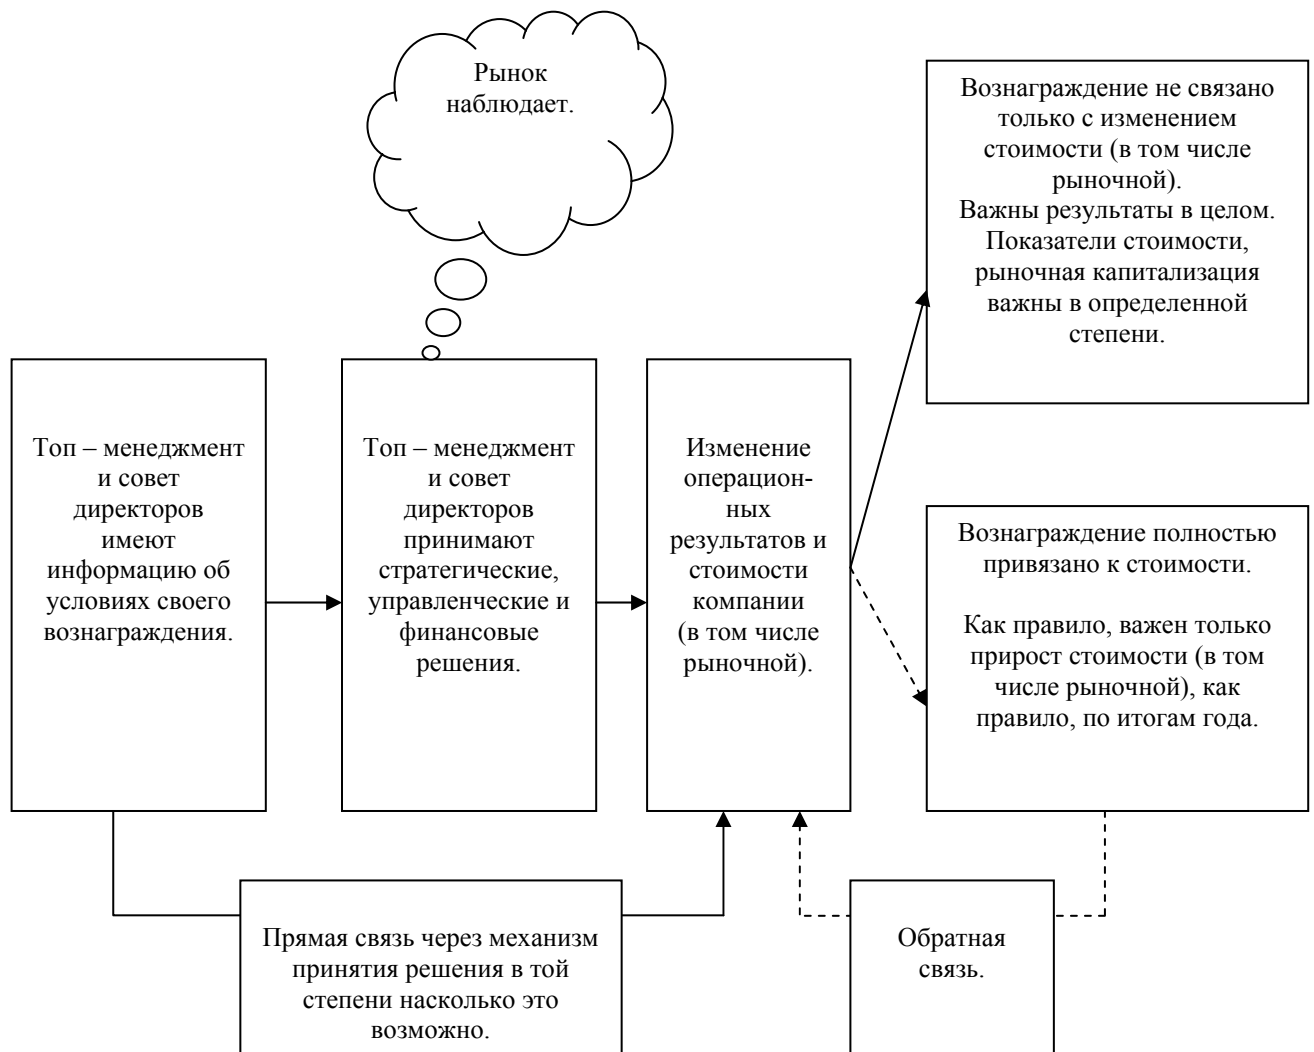 Рынок
наблюдает.
Вознаграждение не связано
только с изменением
стоимости (в том числе
рыночной).
Важны результаты в целом.
Показатели стоимости,
рыночная капитализация
важны в определенной
степени.
Топ – менеджмент
и совет
директоров
имеют
информацию об
условиях своего
вознаграждения.
Топ – менеджмент
и совет
директоров
принимают
стратегические,
управленческие и
финансовые
решения.
Изменение
операцион-
ных
результатов и
стоимости
компании
(в том числе
рыночной).
Вознаграждение полностью
привязано к стоимости.
Как правило, важен только
прирост стоимости (в том
числе рыночной), как
правило, по итогам года.
Прямая связь через механизм
принятия решения в той
степени насколько это
возможно.
Обратная
связь.